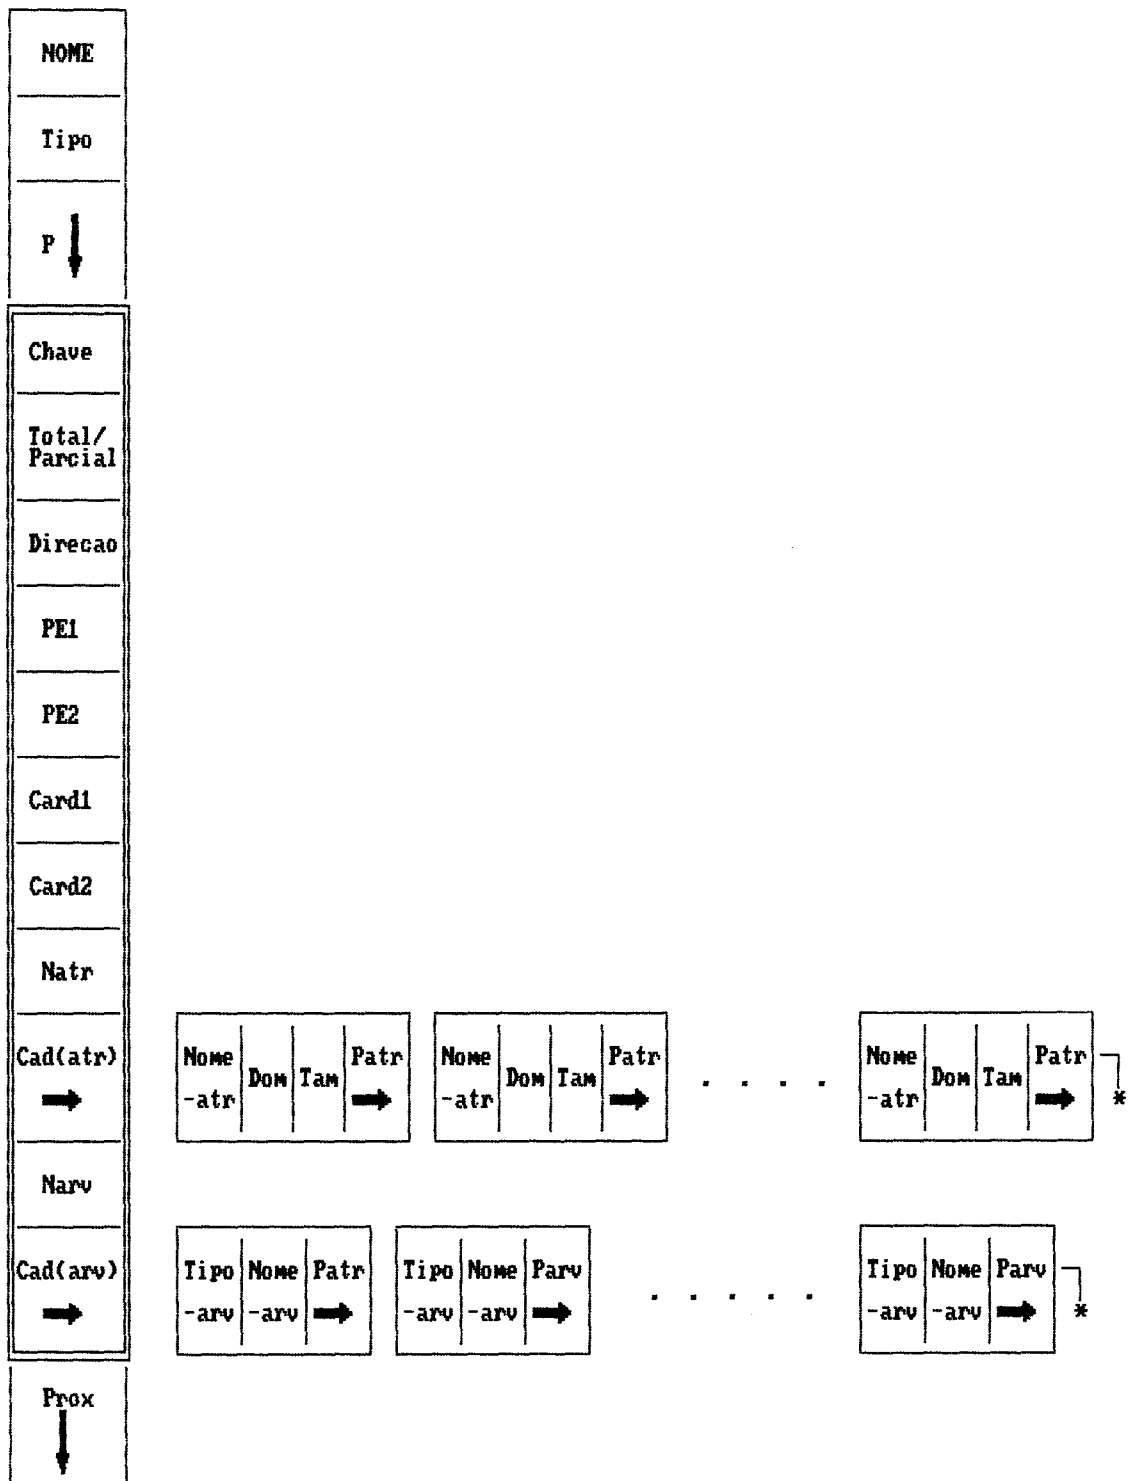 NOME
Tipo
P
Chave
Total/
Parcial
Direcao
PE1
PE2
Card1
Card2
Natr
Cad(atr)
Nome
-atr
Dom
Tam
Patr
Nome
-atr
Dom
Tam
Patr
. . . .
Nome
-atr
Dom
Tam
Patr
*
Narv
Cad(arv)
Tipo
-arv
Nome
-arv
Patr
Tipo
-arv
Nome
-arv
Parv
. . . . .
Tipo
-arv
Nome
-arv
Parv
*
Prox